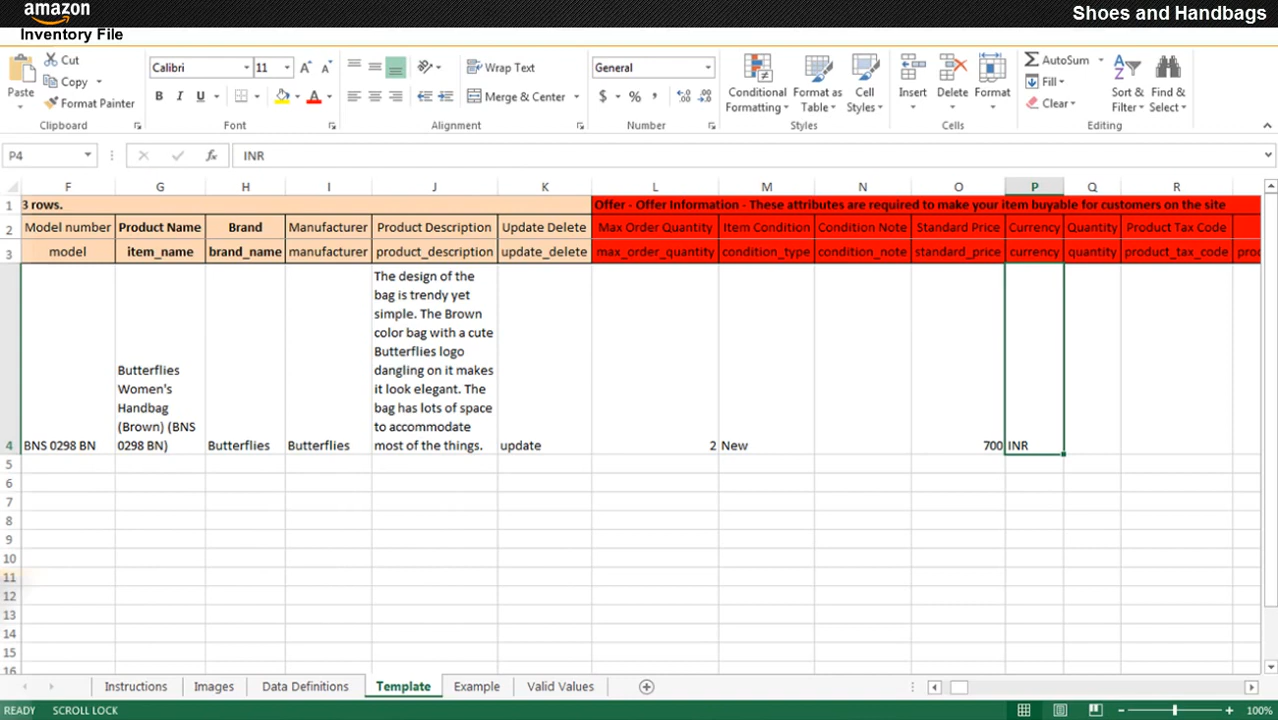 amazon
Shoes and Handbags
Inventory File
Cut
Copy
Format Painter
Paste
Clipboard
Calibri 11
B I U
Font
Wrap Text
Merge & Center
Alignment
General
$ % ,
Number
Conditional Formatting
Format as Table
Cell Styles
Styles
Insert
Delete
Format
Cells
AutoSum
Fill
Clear
Sort & Filter
Find & Select
Editing
P4 fx INR
F G H I J K L M N O P Q R
1 3 rows. Offer - Offer Information - These attributes are required to make your item buyable for customers on the site
2 Model number Product Name Brand Manufacturer Product Description Update Delete Max Order Quantity Item Condition Condition Note Standard Price Currency Quantity Product Tax Code
3 model item_name brand_name manufacturer product_description update_delete max_order_quantity condition_type condition_note standard_price currency quantity product_tax_code
4 BNS 0298 BN
Butterflies
Women's
Handbag
(Brown) (BNS
0298 BN)
Butterflies
Butterflies
The design of the
bag is trendy yet
simple. The Brown
color bag with a cute
Butterflies logo
dangling on it makes
it look elegant. The
bag has lots of space
to accommodate
most of the things.
update
2
New
700
INR
5
6
7
8
9
10
11
12
13
14
15
16
Instructions Images Data Definitions Template Example Valid Values
READY SCROLL LOCK 100%